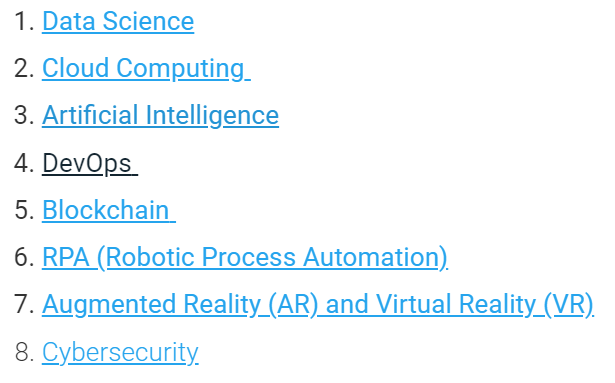 1. Data Science
2. Cloud Computing
3. Artificial Intelligence
4. DevOps
5. Blockchain
6. RPA (Robotic Process Automation)
7. Augmented Reality (AR) and Virtual Reality (VR)
8. Cybersecurity